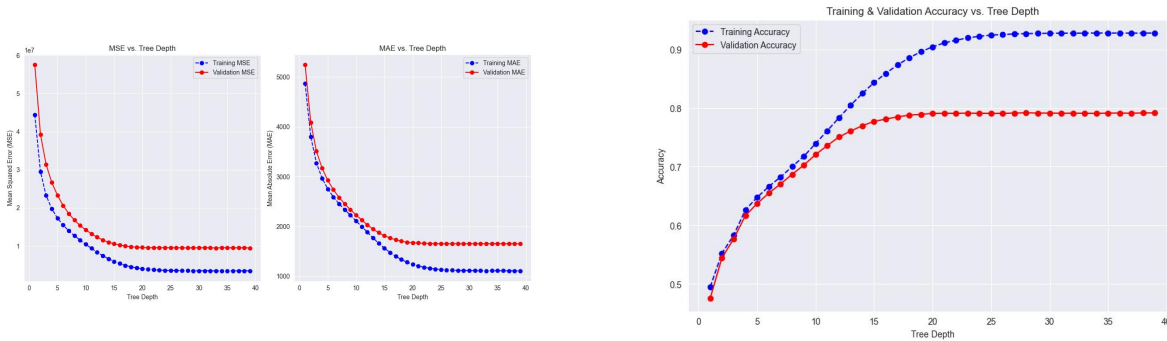 MSE vs. Tree Depth
1e7
Mean Squared Error (MSE)
6
5
4
3
2
1
Training MSE
Validation MSE
0 5 10 15 20 25 30 35 40
Tree Depth
MAE vs. Tree Depth
Mean Absolute Error (MAE)
5000
4000
3000
2000
1000
Training MAE
Validation MAE
0 5 10 15 20 25 30 35 40
Tree Depth
Training & Validation Accuracy vs. Tree Depth
Accuracy
0.9
0.8
0.7
0.6
0.5
Training Accuracy
Validation Accuracy
0 5 10 15 20 25 30 35 40
Tree Depth